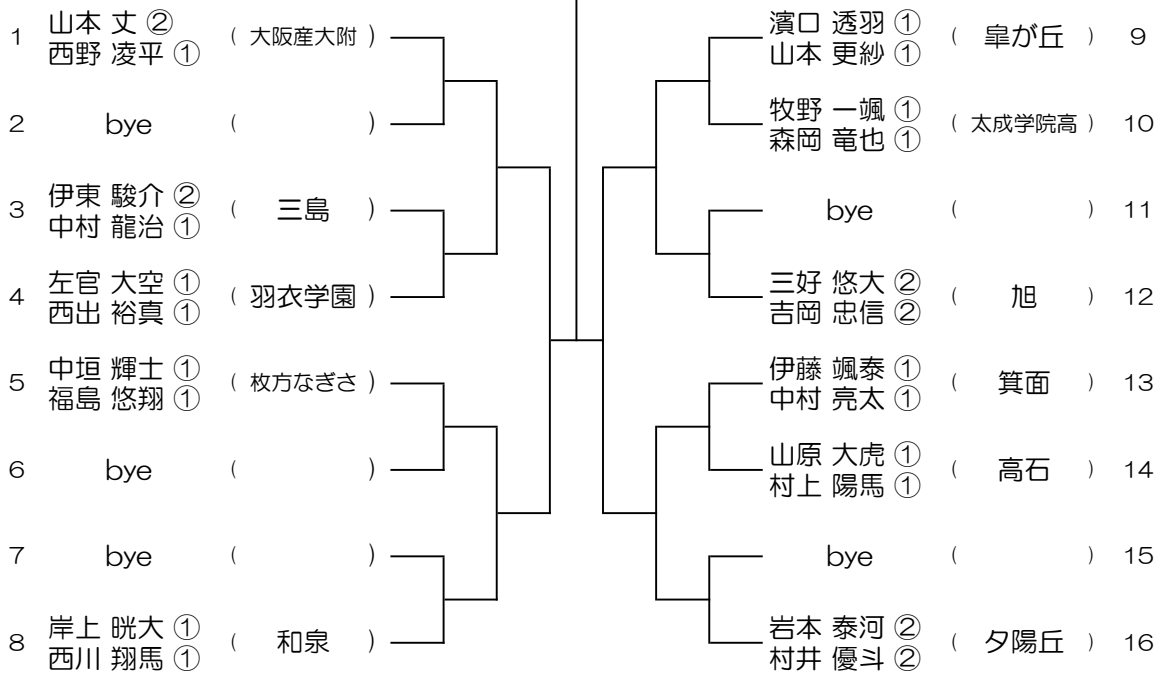 1 山本 丈 ② ( 大阪産大附 )
西野 凌平 ①
2 bye ( )
3 伊東 駿介 ② ( 三島 )
中村 龍治 ①
4 左官 大空 ① ( 羽衣学園 )
西出 裕真 ①
5 中垣 輝士 ① ( 枚方なぎさ )
福島 悠翔 ①
6 bye ( )
7 bye ( )
8 岸上 晄大 ① ( 和泉 )
西川 翔馬 ①
濱口 透羽 ① ( 皐が丘 ) 9
山本 更紗 ①
牧野 一颯 ① ( 太成学院高 ) 10
森岡 竜也 ①
bye ( ) 11
三好 悠大 ② ( 旭 ) 12
吉岡 忠信 ②
伊藤 颯泰 ① ( 箕面 ) 13
中村 亮太 ①
山原 大虎 ① ( 高石 ) 14
村上 陽馬 ①
bye ( ) 15
岩本 泰河 ② ( 夕陽丘 ) 16
村井 優斗 ②